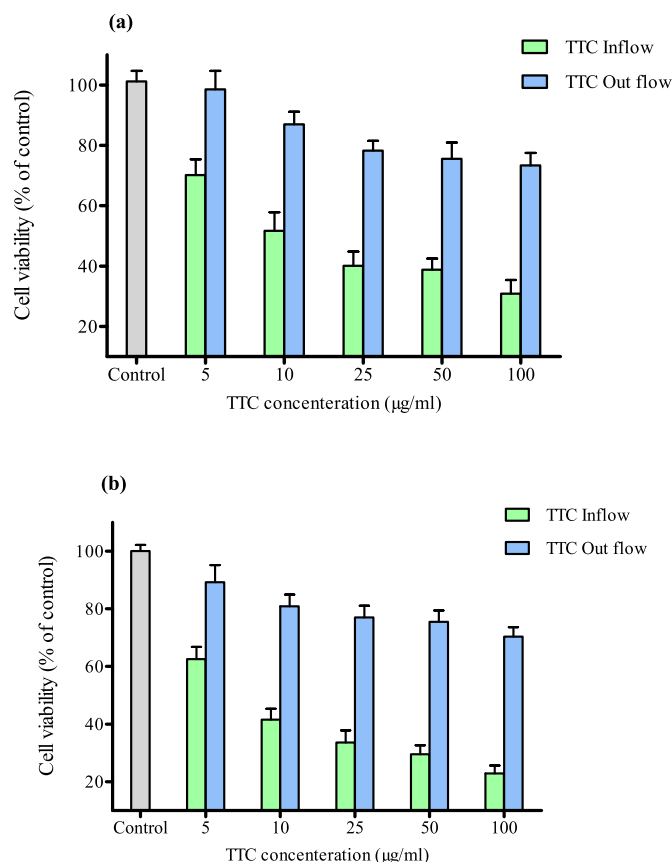 (a)
TTC Inflow
TTC Out flow
Cell viability (% of control)
100
80
60
40
20
Control 5 10 25 50 100
TTC concenteration (μg/ml)
(b)
TTC Inflow
TTC Out flow
Cell viability (% of control)
100
80
60
40
20
Control 5 10 25 50 100
TTC concenteration (μg/ml)